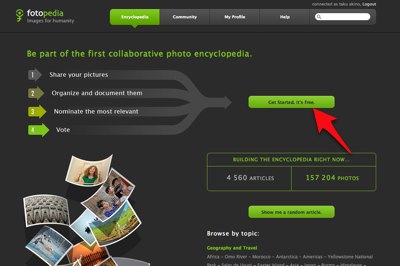 connected as taku akino, Logout
fotopedia
images for humanity
Encyclopedia
Community
My Profile
Help
Be part of the first collaborative photo encyclopedia.
1 Share your pictures
2 Organize and document them
3 Nominate the most relevant
4 Vote
Get Started, it's free.
BUILDING THE ENCYCLOPEDIA RIGHT NOW...
4 560 ARTICLES
157 204 PHOTOS
Show me a random article.
Browse by topic:
Geography and Travel
Africa – Omo River – Morocco – Antarctica – Americas – Yellowstone National